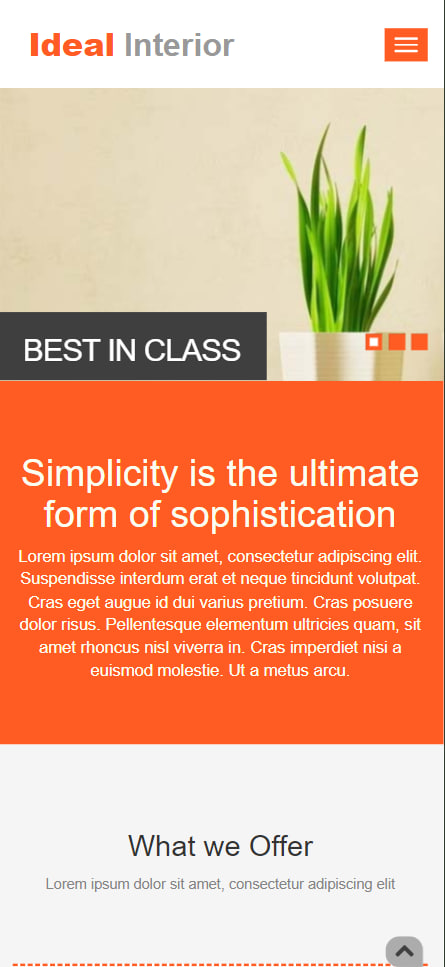 Ideal Interior
BEST IN CLASS
Simplicity is the ultimate
form of sophistication
Lorem ipsum dolor sit amet, consectetur adipiscing elit.
Suspendisse interdum erat et neque tincidunt volutpat.
Cras eget augue id dui varius pretium. Cras posuere
dolor risus. Pellentesque elementum ultricies quam, sit
amet rhoncus nisl viverra in. Cras imperdiet nisi a
euismod molestie. Ut a metus arcu.
What we Offer
Lorem ipsum dolor sit amet, consectetur adipiscing elit